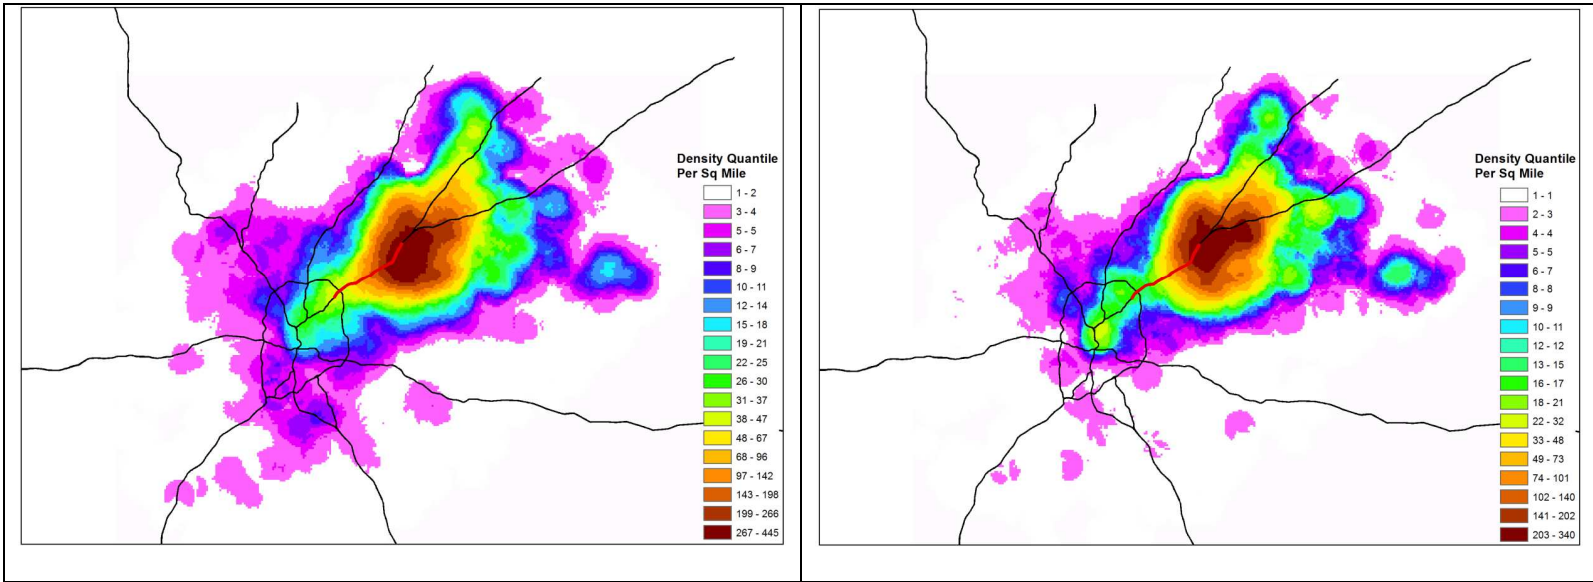 Density Quantile
Per Sq Mile
1 - 2
3 - 4
5 - 5
6 - 7
8 - 9
10 - 11
12 - 14
15 - 18
19 - 21
22 - 25
26 - 30
31 - 37
38 - 47
48 - 67
68 - 96
97 - 142
143 - 198
199 - 266
267 - 445
Density Quantile
Per Sq Mile
1 - 1
2 - 3
4 - 4
5 - 5
6 - 7
8 - 8
9 - 9
10 - 11
12 - 12
13 - 15
16 - 17
18 - 21
22 - 32
33 - 48
49 - 73
74 - 101
102 - 140
141 - 202
203 - 340